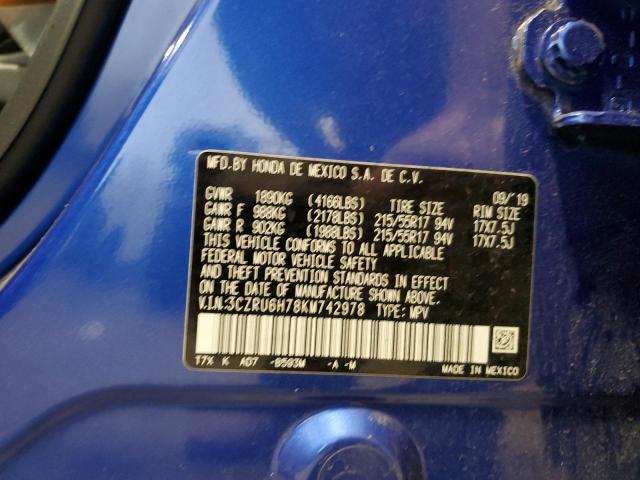 MFD.BY HONDA DE MEXICO S.A. DE C.V.
09/'19
GVWR 1890KG (4166LBS) TIRE SIZE RIM SIZE
GAWR F 988KG (2178LBS) 215/55R17 94V 17X7.5J
GAWR R 902KG (1988LBS) 215/55R17 94V 17X7.5J
THIS VEHICLE CONFORMS TO ALL APPLICABLE
FEDERAL MOTOR VEHICLE SAFETY
AND THEFT PREVENTION STANDARDS IN EFFECT
ON THE DATE OF MANUFACTURE SHOWN ABOVE.
V.I.N:3CZRU6H78KM742978 TYPE: MPV
T7X K AD7 -B593M -A -M MADE IN MEXICO